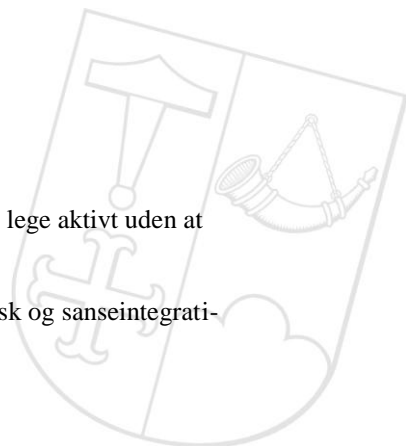 lege aktivt uden at
sk og sanseintegrati-